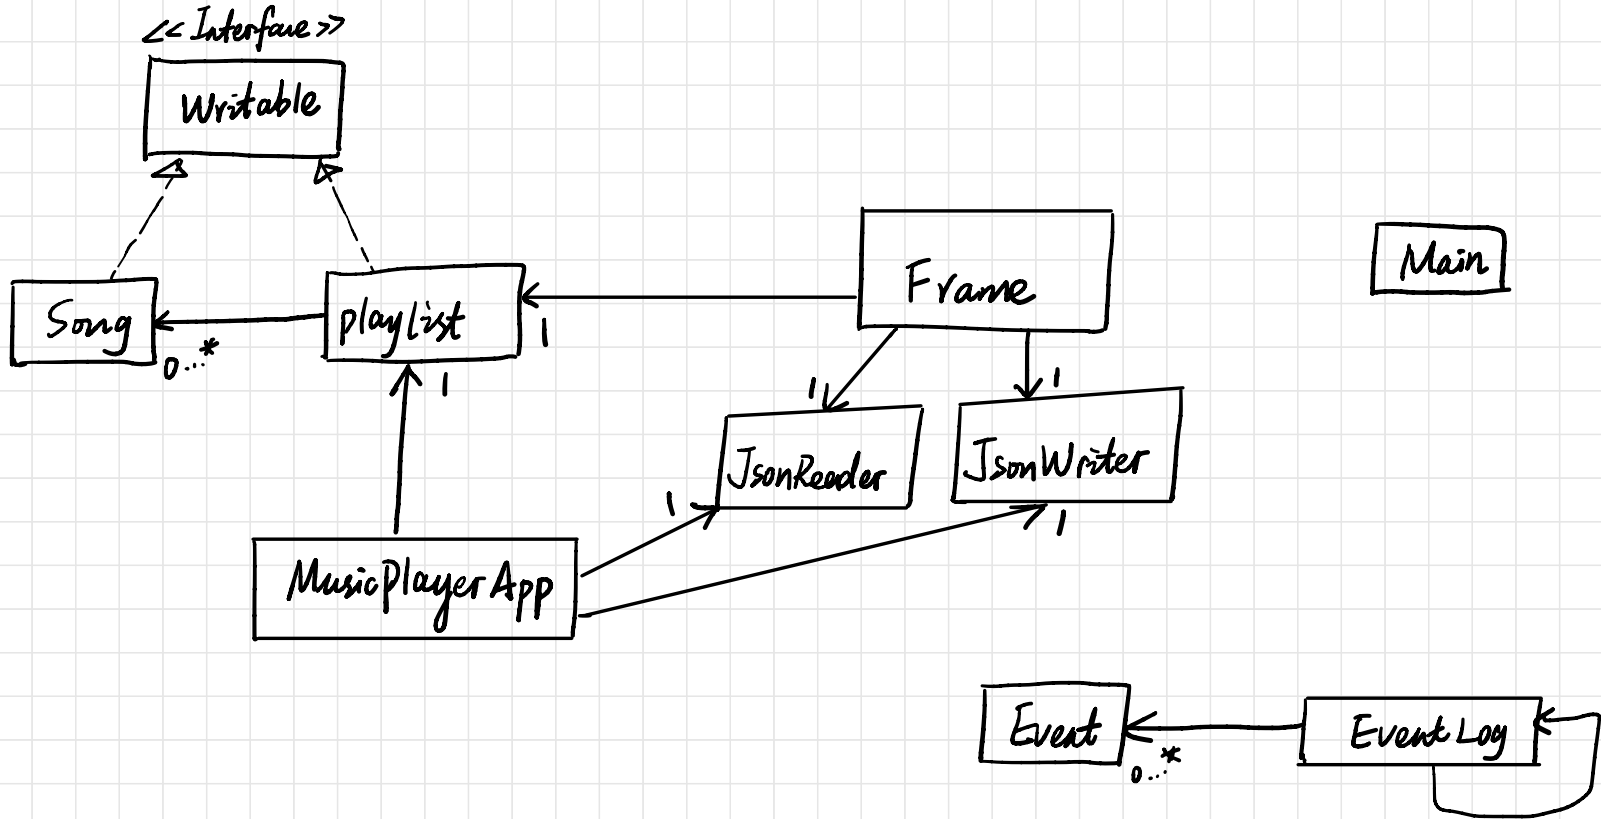 <<Interface>>
Writable
Song
0...*
playlist
1
1
Frame
1
1
Main
JsonReader
1
JsonWriter
1
MusicPlayerApp
Event
0...*
EventLog